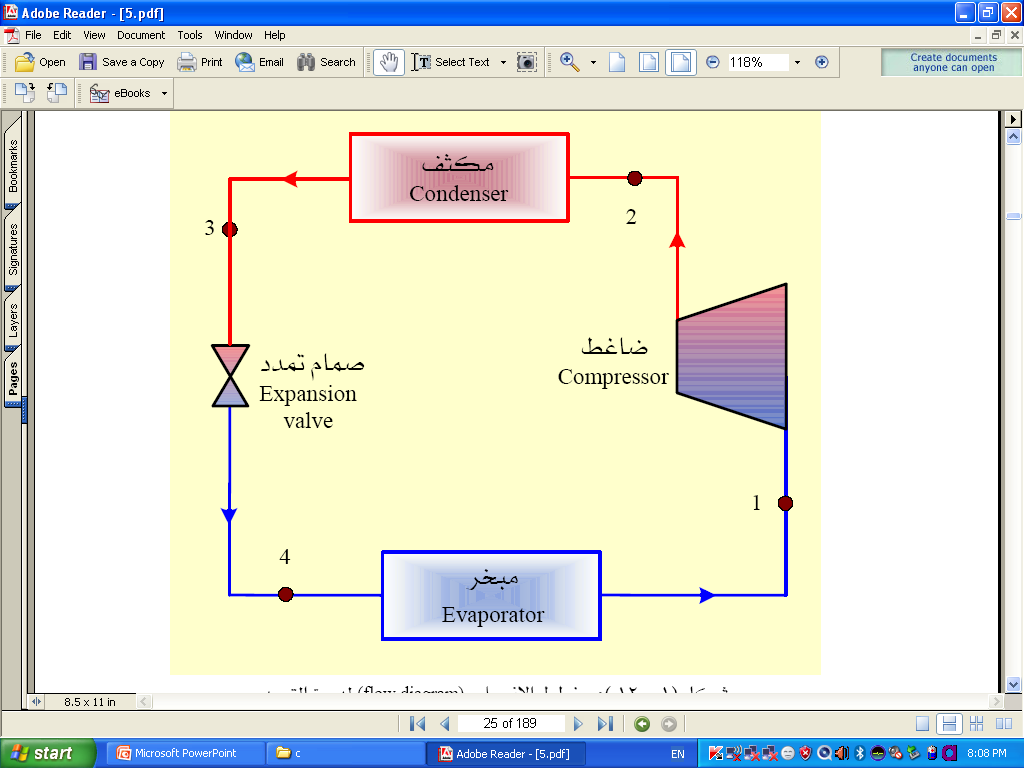 Adobe Reader - [5.pdf]
File Edit View Document Tools Window Help
Open Save a Copy Print Email Search Select Text 118% Create documents
anyone can open
eBooks
Bookmarks
Signatures
Layers
Pages
مكثف
Condenser
2
3
ضاغط
Compressor
صمام تمدد
Expansion
valve
1
4
مبخر
Evaporator
(flow diagram)
8.5 x 11 in
25 of 189
start Microsoft PowerPoint c Adobe Reader - [5.pdf] EN 8:08 PM